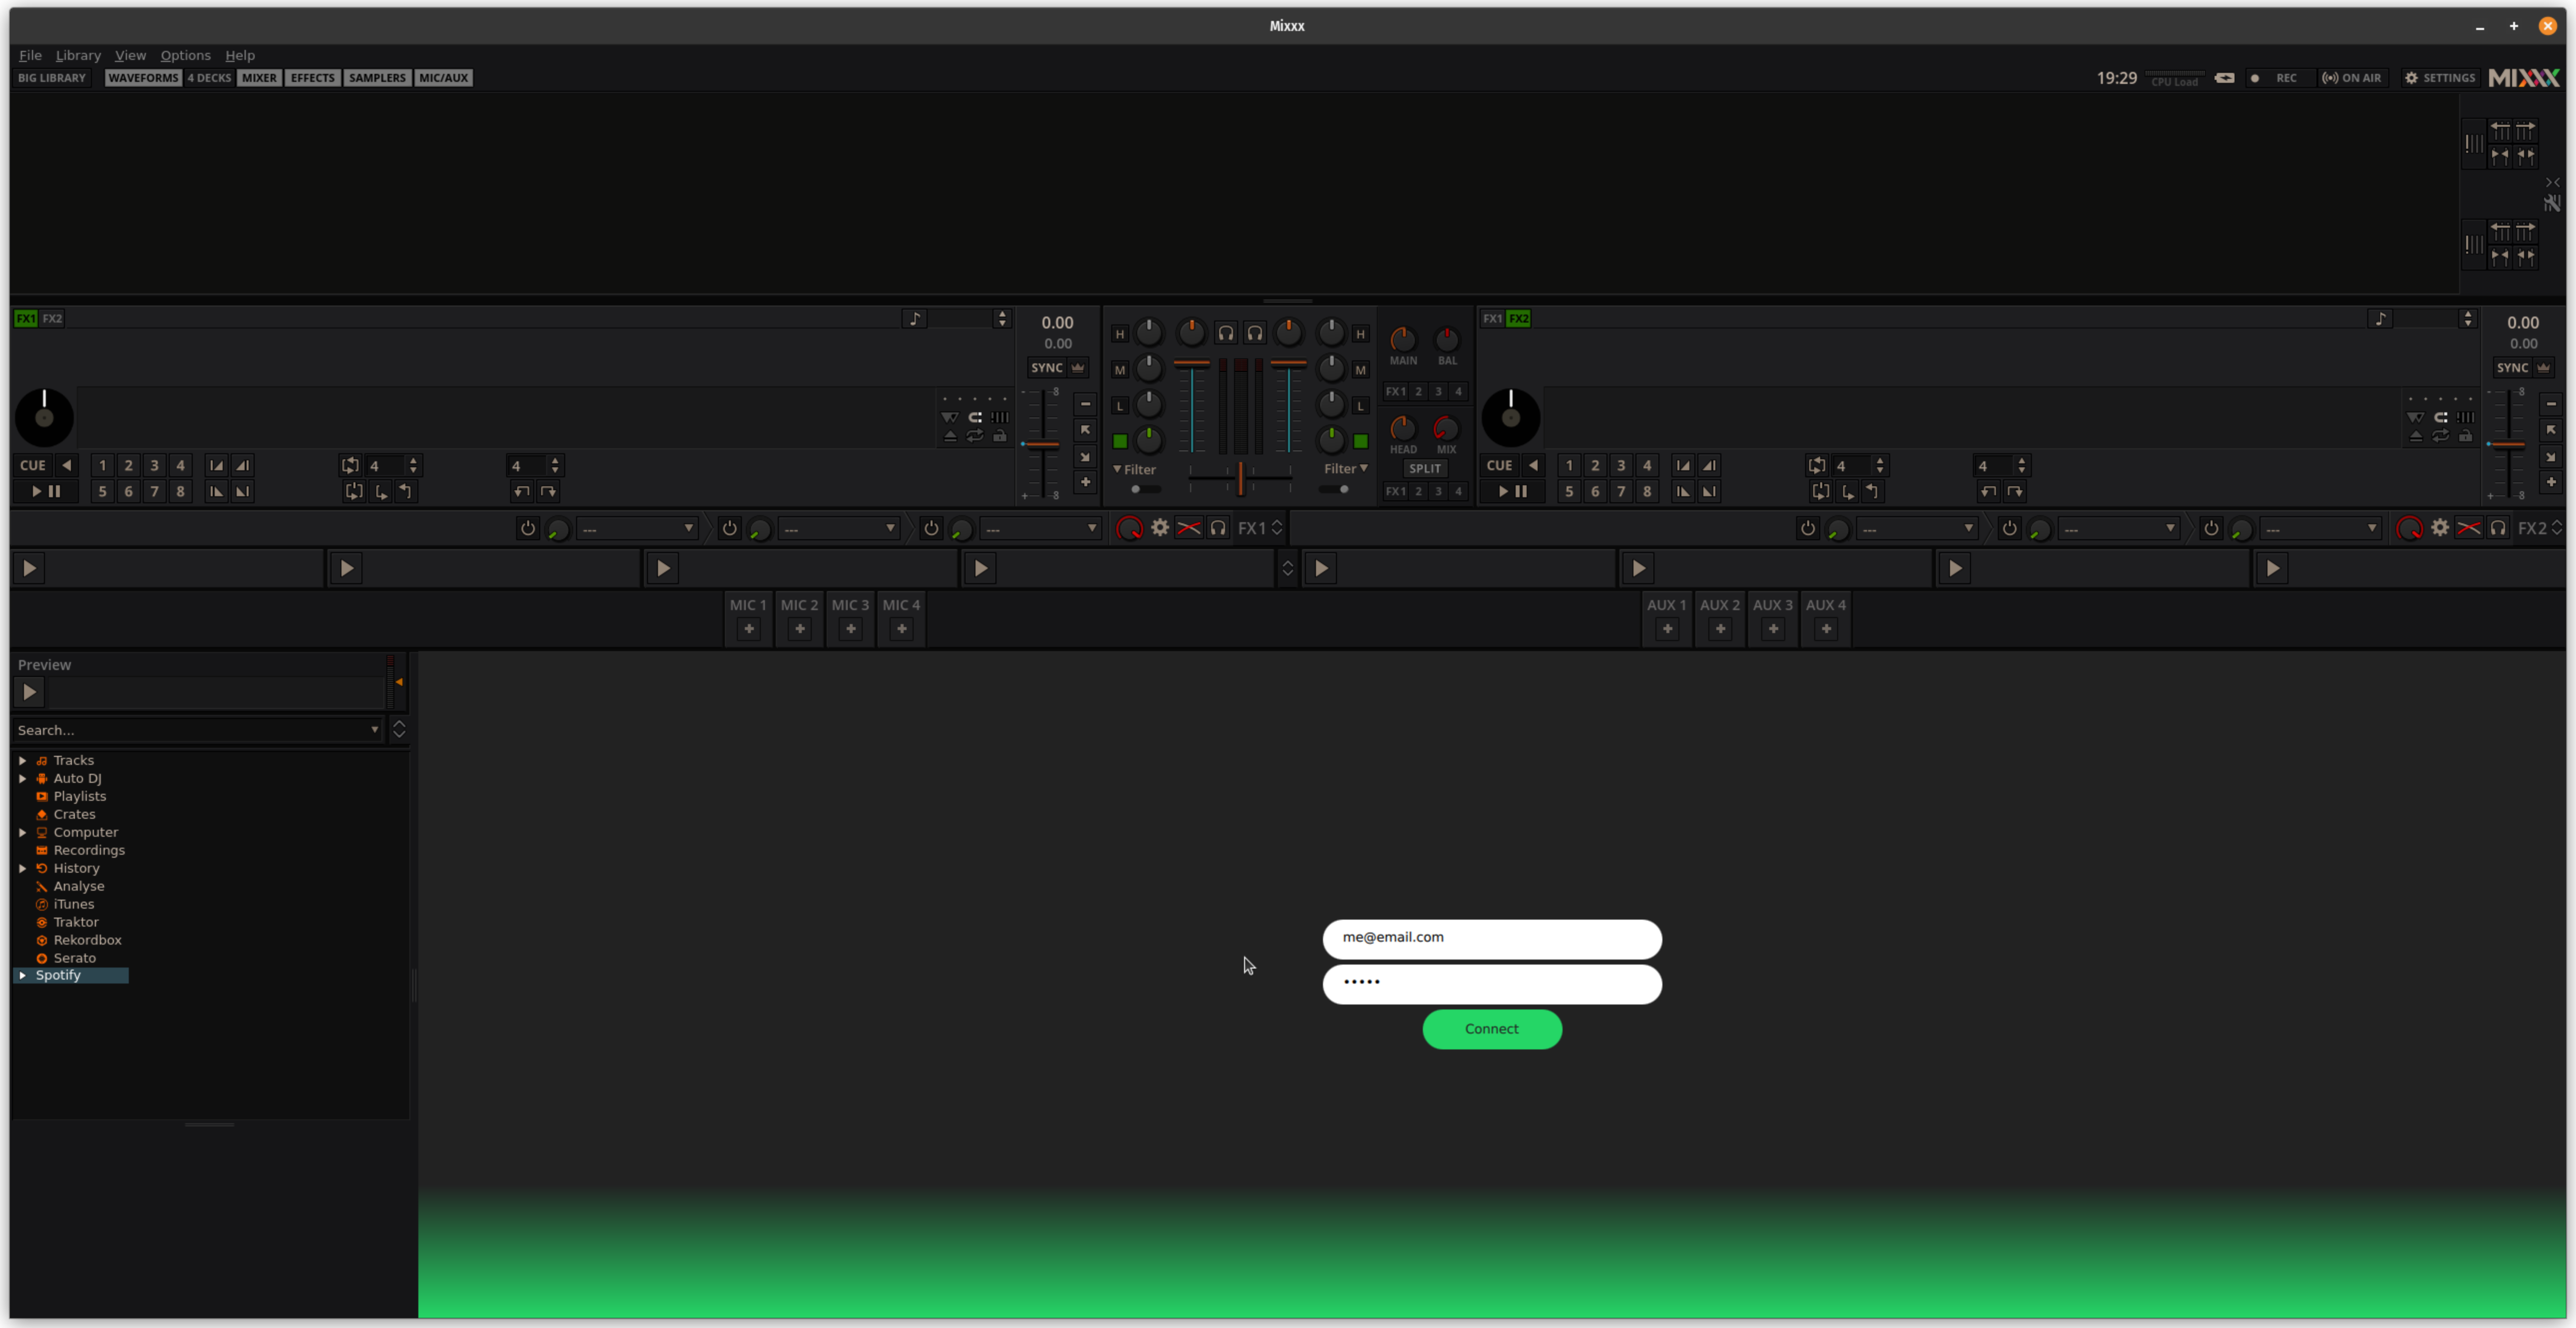 Mixxx
File Library View Options Help
BIG LIBRARY WAVEFORMS 4 DECKS MIXER EFFECTS SAMPLERS MIC/AUX 19:29 CPU Load REC ON AIR SETTINGS MIXXX
FX1 FX2 0.00 H H MAIN BAL FX1 FX2 0.00
0.00 0.00
SYNC M M SYNC
8 FX1 2 3 4 8
L L
HEAD MIX
CUE 1 2 3 4 4 4 Filter Filter SPLIT CUE 1 2 3 4 4 4
5 6 7 8 8 FX1 2 3 4 5 6 7 8 8
--- --- --- FX1 --- --- --- FX2
MIC 1 MIC 2 MIC 3 MIC 4 AUX 1 AUX 2 AUX 3 AUX 4
Preview
Search...
Tracks
Auto DJ
Playlists
Crates
Computer
Recordings
History
Analyse
iTunes
Traktor
Rekordbox
Serato
Spotify
me@email.com
•••••
Connect